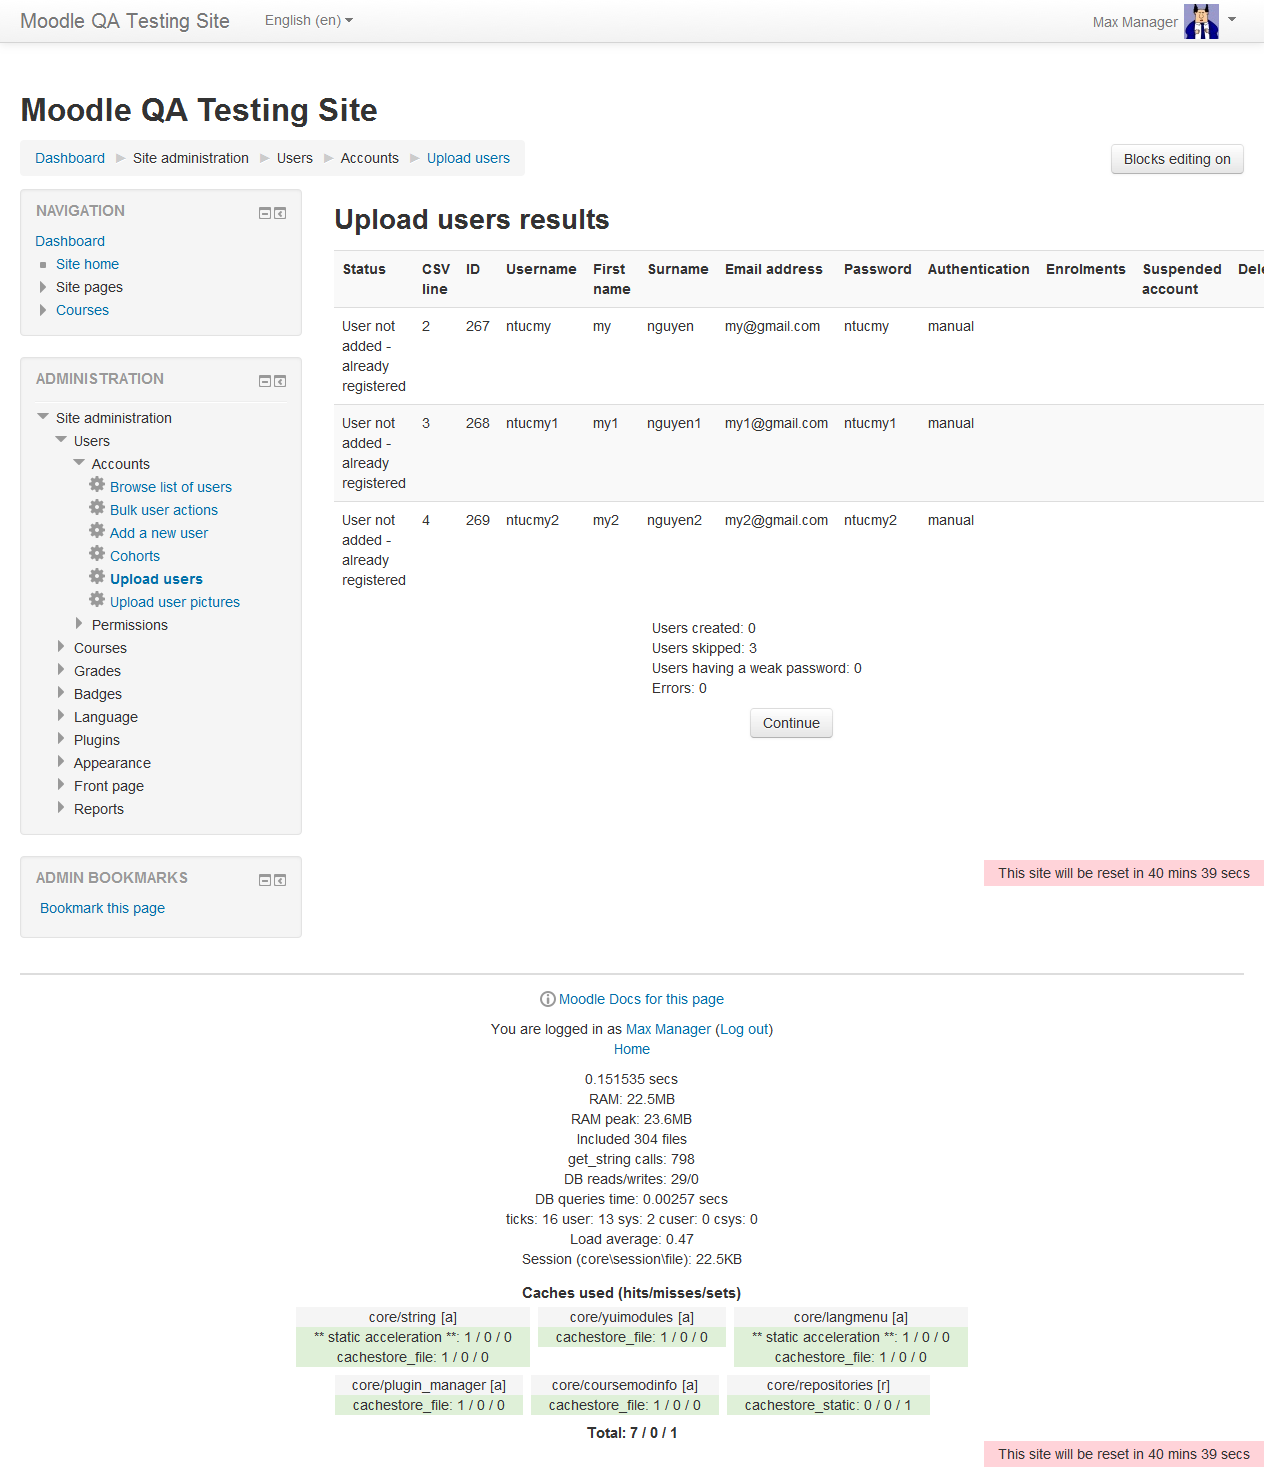 Moodle QA Testing Site English (en) Max Manager
Moodle QA Testing Site
Dashboard Site administration Users Accounts Upload users Blocks editing on
NAVIGATION
Dashboard
Site home
Site pages
Courses
ADMINISTRATION
Site administration
Users
Accounts
Browse list of users
Bulk user actions
Add a new user
Cohorts
Upload users
Upload user pictures
Permissions
Courses
Grades
Badges
Language
Plugins
Appearance
Front page
Reports
ADMIN BOOKMARKS
Bookmark this page
Upload users results
Status CSV line ID Username First name Surname Email address Password Authentication Enrolments Suspended account Dele
User not added - already registered 2 267 ntucmy my nguyen my@gmail.com ntucmy manual
User not added - already registered 3 268 ntucmy1 my1 nguyen1 my1@gmail.com ntucmy1 manual
User not added - already registered 4 269 ntucmy2 my2 nguyen2 my2@gmail.com ntucmy2 manual
Users created: 0
Users skipped: 3
Users having a weak password: 0
Errors: 0
Continue
This site will be reset in 40 mins 39 secs
Moodle Docs for this page
You are logged in as Max Manager (Log out)
Home
0.151535 secs
RAM: 22.5MB
RAM peak: 23.6MB
Included 304 files
get_string calls: 798
DB reads/writes: 29/0
DB queries time: 0.00257 secs
ticks: 16 user: 13 sys: 2 cuser: 0 csys: 0
Load average: 0.47
Session (core\session\file): 22.5KB
Caches used (hits/misses/sets)
core/string [a] core/yuimodules [a] core/langmenu [a]
** static acceleration **: 1 / 0 / 0 cachestore_file: 1 / 0 / 0 ** static acceleration **: 1 / 0 / 0
cachestore_file: 1 / 0 / 0 cachestore_file: 1 / 0 / 0
core/plugin_manager [a] core/coursemodinfo [a] core/repositories [r]
cachestore_file: 1 / 0 / 0 cachestore_file: 1 / 0 / 0 cachestore_static: 0 / 0 / 1
Total: 7 / 0 / 1
This site will be reset in 40 mins 39 secs